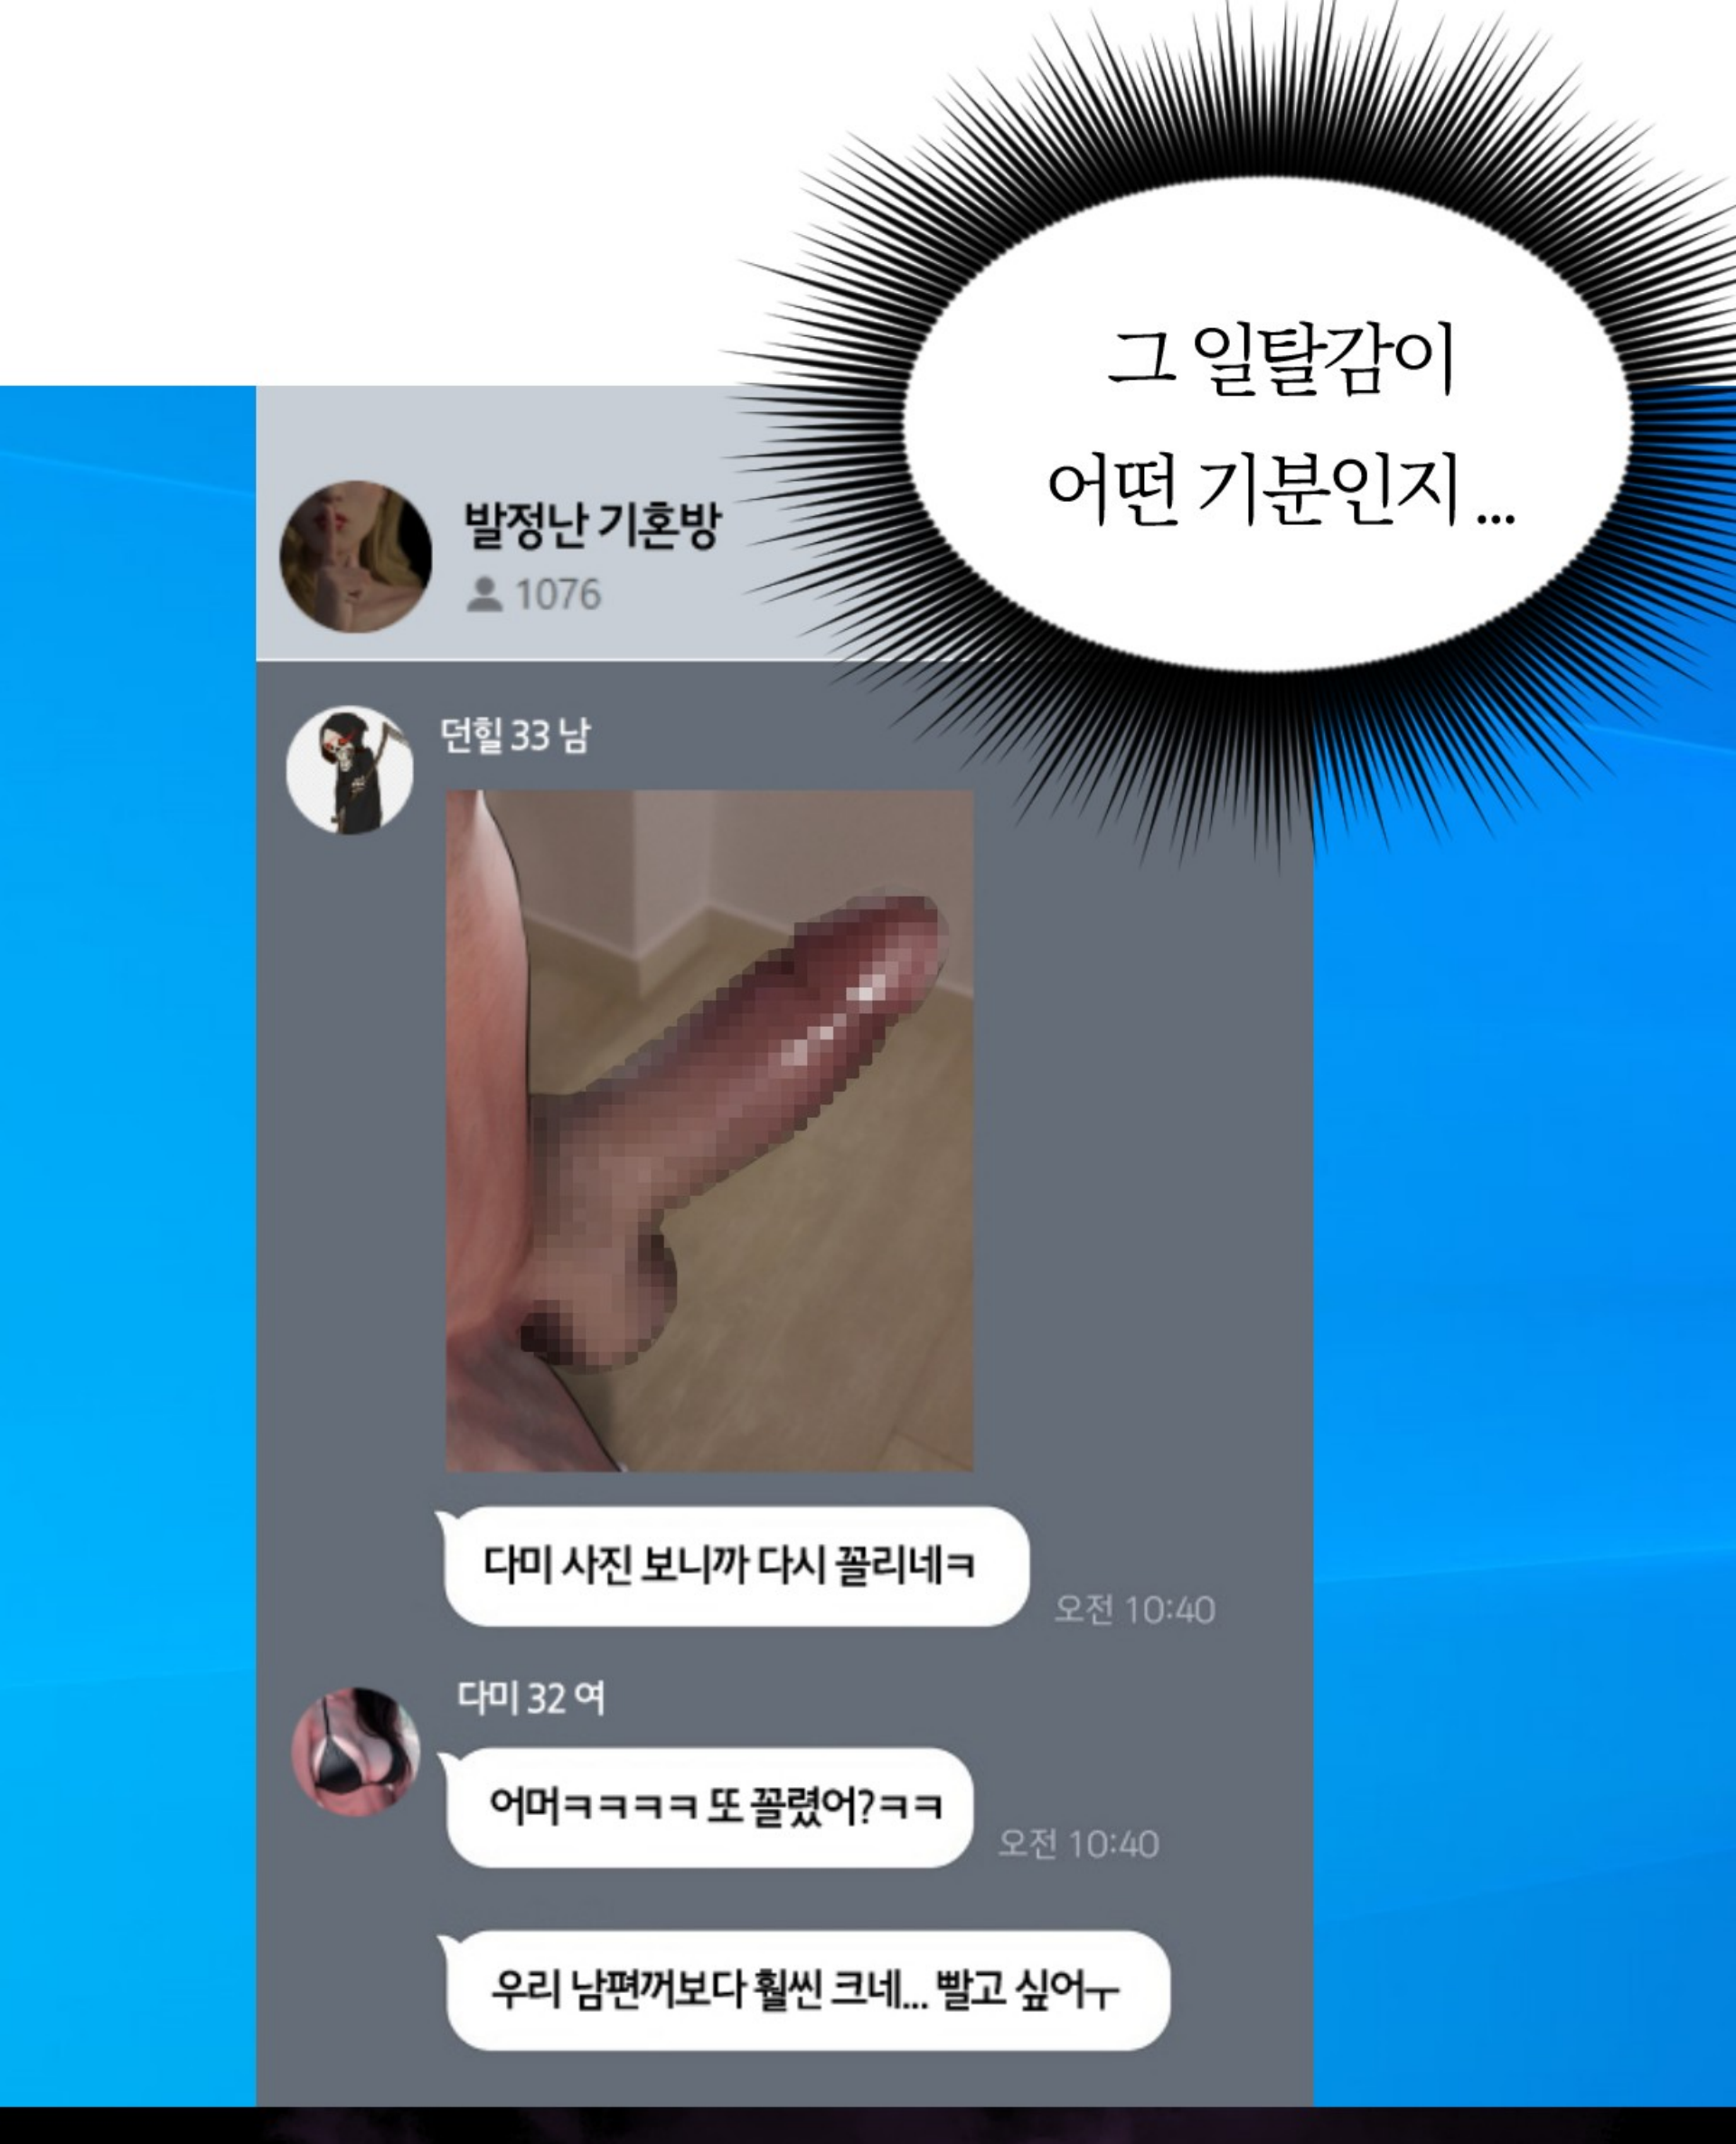 그 일탈감이
어떤 기분인지...
발정난 기혼방
1076
던힐 33 남
다미 사진 보니까 다시 꼴리네ㅋ
오전 10:40
다미 32 여
어머ㅋㅋㅋㅋ 또 꼴렸어?ㅋㅋ
오전 10:40
우리 남편꺼보다 훨씬 크네... 빨고 싶어ㅜ